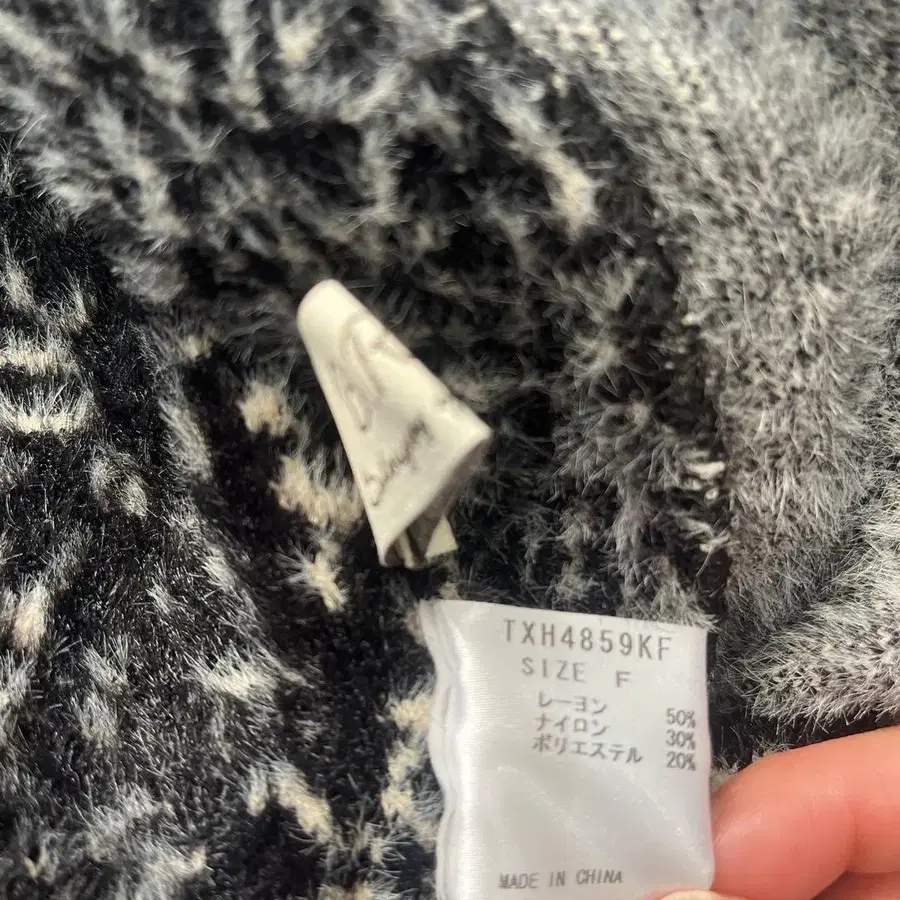 TXH4859KF
SIZE F
レーヨン 50%
ナイロン 30%
ポリエステル 20%
MADE IN CHINA